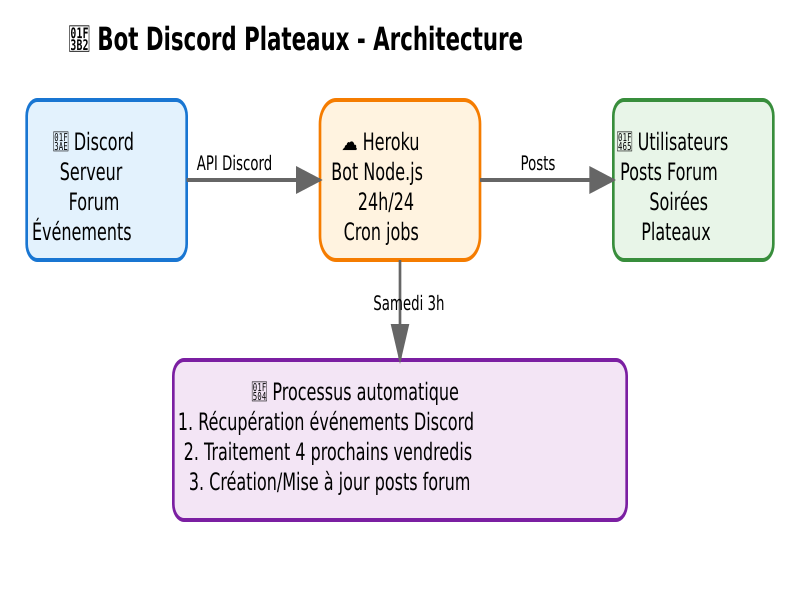 🎲 Bot Discord Plateaux - Architecture
🎮 Discord
Serveur
Forum
Événements
API Discord
☁ Heroku
Bot Node.js
24h/24
Cron jobs
Posts
👥 Utilisateurs
Posts Forum
Soirées
Plateaux
Samedi 3h
🔄 Processus automatique
1. Récupération événements Discord
2. Traitement 4 prochains vendredis
3. Création/Mise à jour posts forum